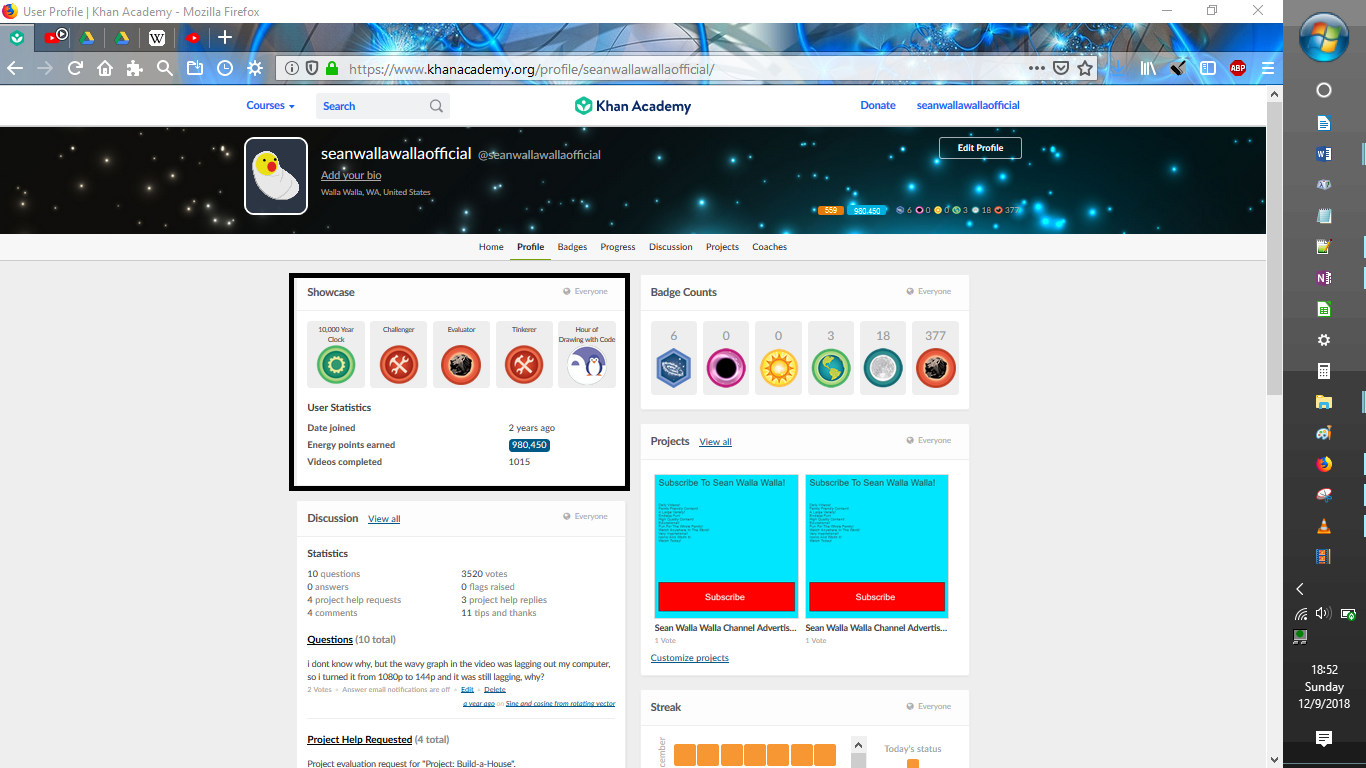 User Profile | Khan Academy - Mozilla Firefox
https://www.khanacademy.org/profile/seanwallawallaofficial/
ABP
Courses
Search
Khan Academy
Donate
seanwallawallaofficial
seanwallawallaofficial @seanwallawallaofficial
Edit Profile
Add your bio
Walla Walla, WA, United States
559 980,450 6 0 0 3 18 377
Home Profile Badges Progress Discussion Projects Coaches
Showcase
Everyone
10,000 Year Clock
Challenger
Evaluator
Tinkerer
Hour of Drawing with Code
User Statistics
Date joined 2 years ago
Energy points earned 980,450
Videos completed 1015
Badge Counts
Everyone
6 0 0 3 18 377
Projects View all
Everyone
Subscribe To Sean Walla Walla!
Subscribe
Sean Walla Walla Channel Advertis...
1 Vote
Subscribe To Sean Walla Walla!
Subscribe
Sean Walla Walla Channel Advertis...
1 Vote
Customize projects
Discussion View all
Everyone
Statistics
10 questions 3520 votes
0 answers 0 flags raised
4 project help requests 3 project help replies
4 comments 11 tips and thanks
Questions (10 total)
i dont know why, but the wavy graph in the video was lagging out my computer,
so i turned it from 1080p to 144p and it was still lagging, why?
2 Votes • Answer email notifications are off • Edit • Delete
a year ago on Sine and cosine from rotating vector
Project Help Requested (4 total)
Project evaluation request for "Project: Build-a-House".
Streak
Everyone
Today's status
18:52
Sunday
12/9/2018